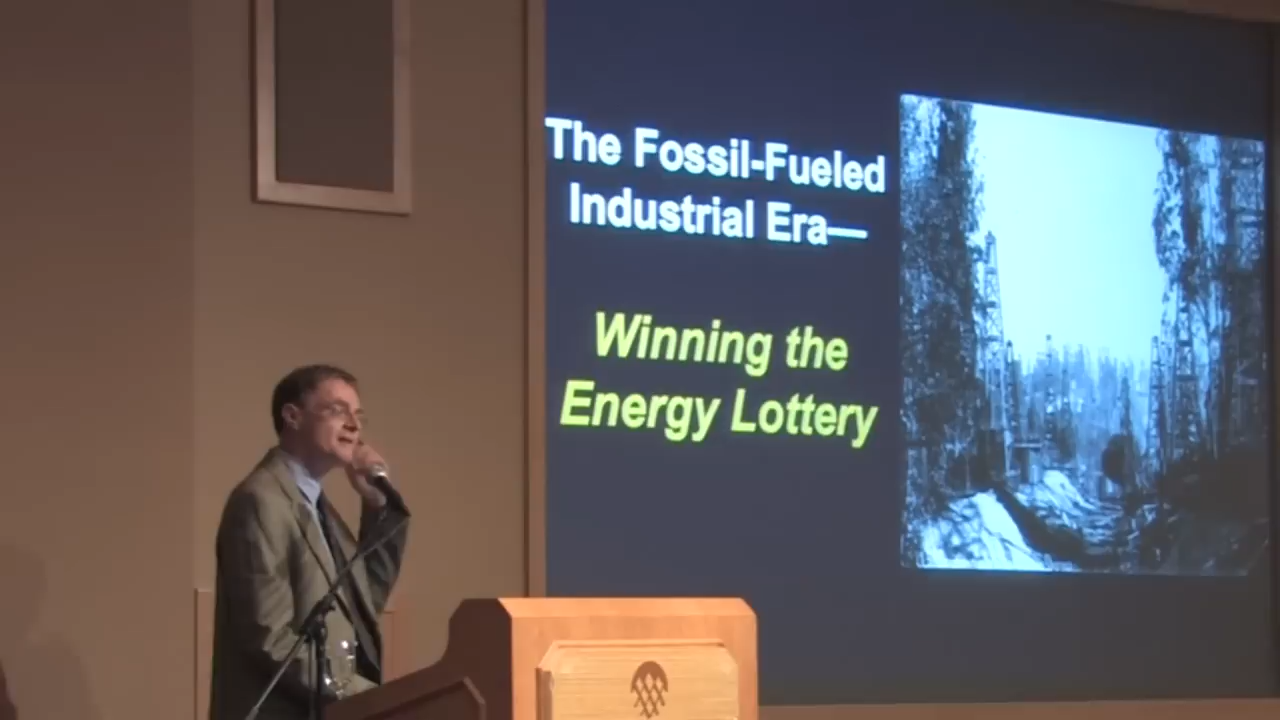 The Fossil-Fueled
Industrial Era—
Winning the
Energy Lottery